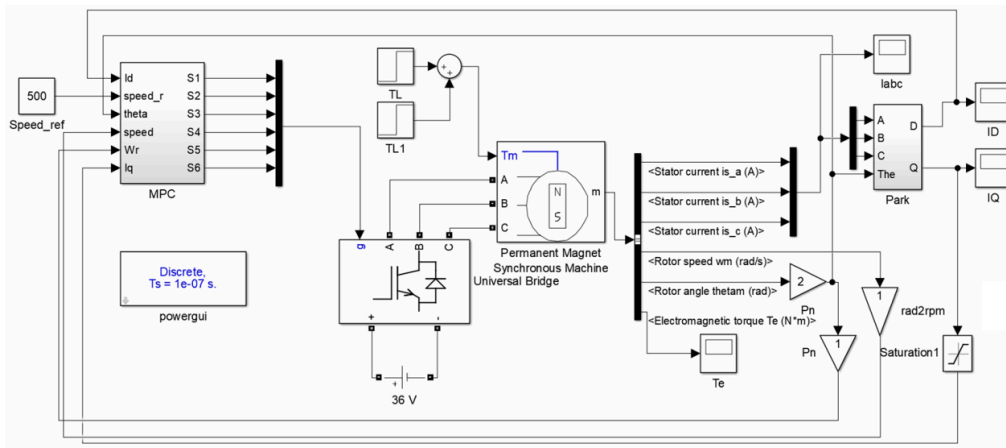 Id
speed_r
theta
speed
Wr
Iq
S1
S2
S3
S4
S5
S6
MPC
500
Speed_ref
TL
TL1
+
+
Tm
A
B
C
m
N
S
Permanent Magnet
Synchronous Machine
g
A
B
C
+
-
Universal Bridge
+
36 V
Discrete,
Ts = 1e-07 s.
powergui
<Stator current is_a (A)>
<Stator current is_b (A)>
<Stator current is_c (A)>
<Rotor speed wm (rad/s)>
<Rotor angle thetam (rad)>
<Electromagnetic torque Te (N*m)>
Te
2
Pn
1
Pn
1
rad2rpm
Saturation1
Iabc
A
B
C
The
D
Q
Park
ID
IQ